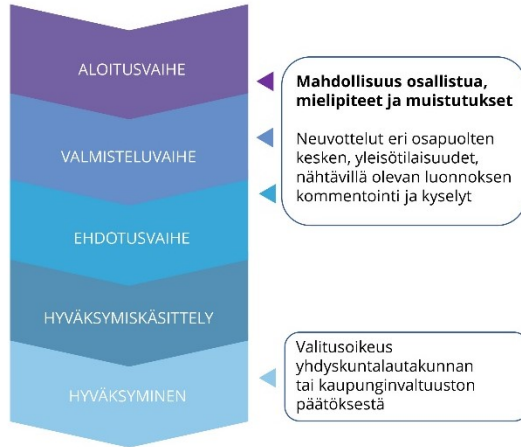 ALOITUSVAIHE
Mahdollisuus osallistua,
mielipiteet ja muistutukset
VALMISTELUVAIHE
Neuvottelut eri osapuolten
kesken, yleisötilaisuudet,
nähtävillä olevan luonnoksen
kommentointi ja kyselyt
EHDOTUSVAIHE
HYVÄKSYMISKÄSITTELY
HYVÄKSYMINEN
Valitusoikeus
yhdyskuntalautakunnan
tai kaupunginvaltuuston
päätöksestä